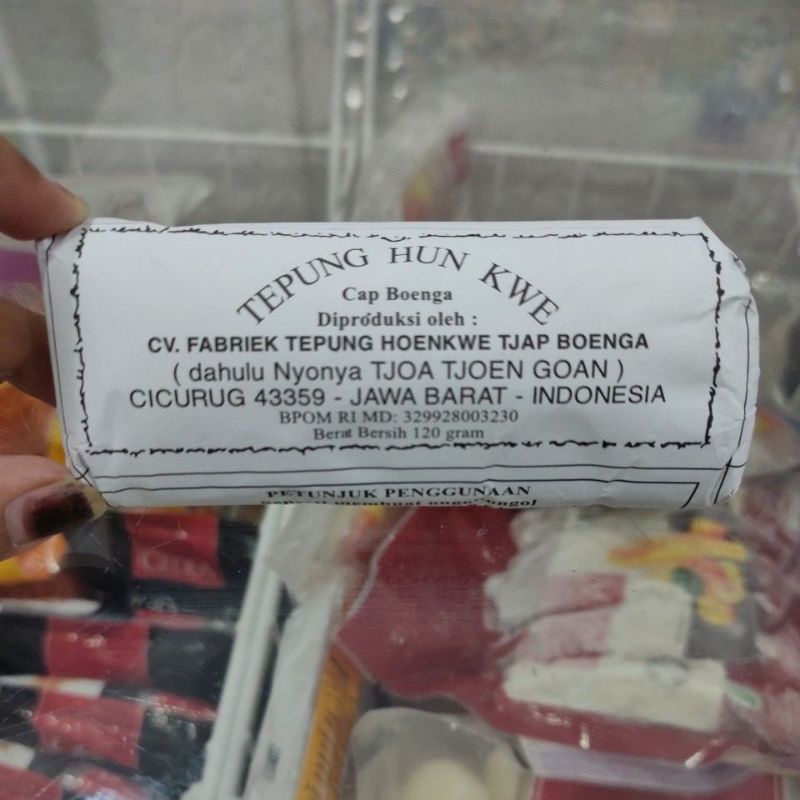 TEPUNG HUN KWE
Cap Boenga
Diproduksi oleh :
CV. FABRIEK TEPUNG HOENKWE TJAP BOENGA
( dahulu Nyonya TJOA TJOEN GOAN )
CICURUG 43359 - JAWA BARAT - INDONESIA
BPOM RI MD: 329928003230
Berat Bersih 120 gram
PETUNJUK PENGGUNAAN
membuat